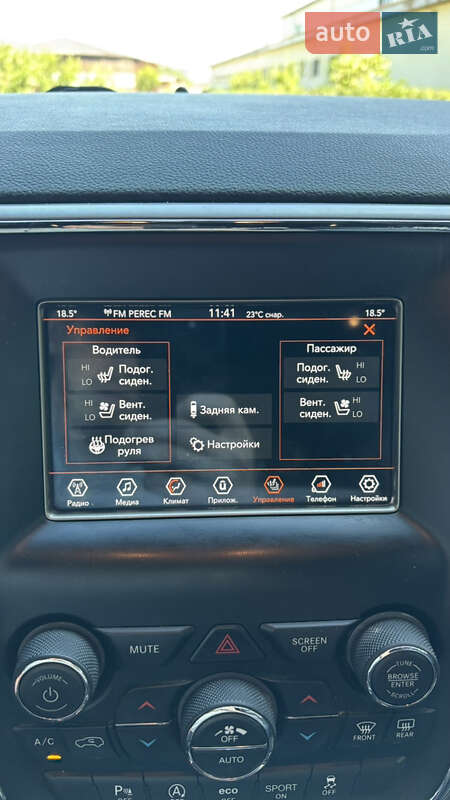 auto RIA .com
18.5° FM PEREC FM 11:41 23°C снар. 18.5°
Управление
Водитель
HI LO Подог. сиден.
HI LO Вент. сиден.
Подогрев руля
Задняя кам.
Настройки
Пассажир
Подог. сиден. HI LO
HI LO Вент. сиден.
Радио Медиа Климат Прилож. Управление Телефон Настройки
MUTE
SCREEN OFF
VOLUME
TUNE
BROWSE ENTER
SCROLL
OFF
AUTO
A/C
FRONT REAR
P OFF
A OFF
eco OFF
SPORT ON
OFF